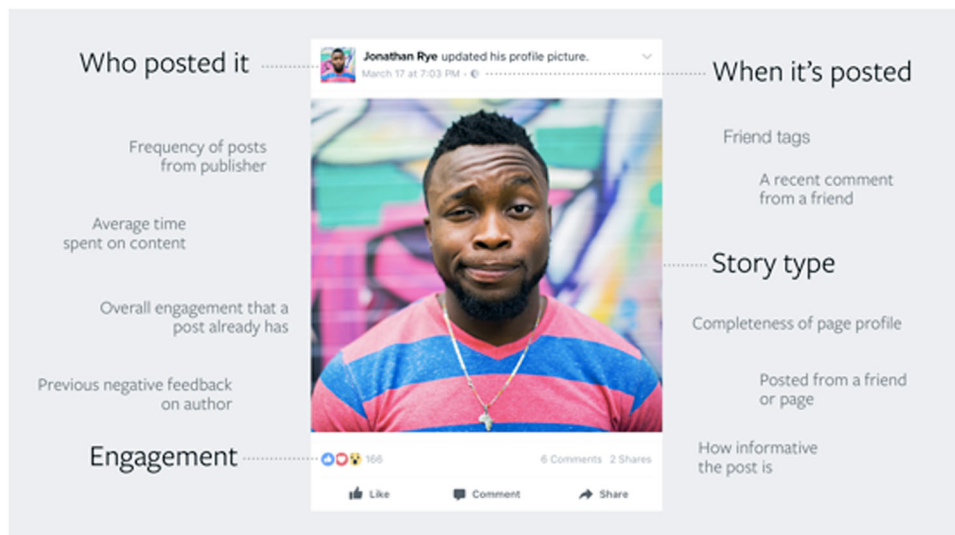 Who posted it
Jonathan Rye updated his profile picture.
March 17 at 7:03 PM •
When it's posted
Frequency of posts
from publisher
Friend tags
A recent comment
from a friend
Average time
spent on content
Story type
Overall engagement that a
post already has
Completeness of page profile
Previous negative feedback
on author
Posted from a friend
or page
Engagement
166
6 Comments 2 Shares
How informative
the post is
Like Comment Share